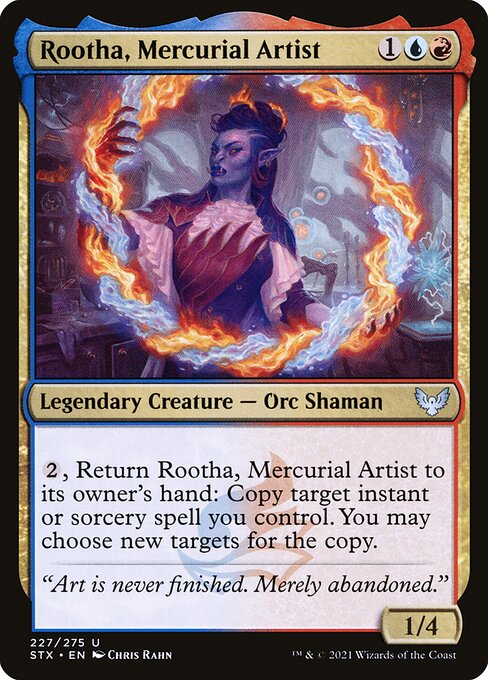 Rootha, Mercurial Artist 1
Legendary Creature — Orc Shaman
2, Return Rootha, Mercurial Artist to
its owner's hand: Copy target instant
or sorcery spell you control. You may
choose new targets for the copy.
"Art is never finished. Merely abandoned."
1/4
227/275 U
STX • EN Chris Rahn
™ & © 2021 Wizards of the Coast